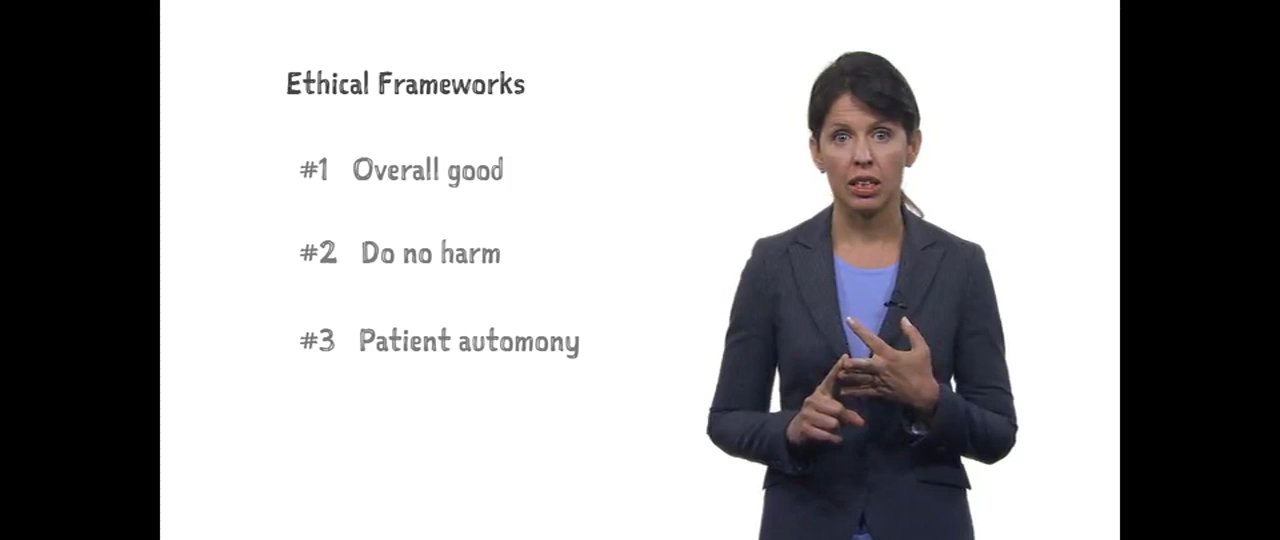 Ethical Frameworks
#1 Overall good
#2 Do no harm
#3 Patient automony